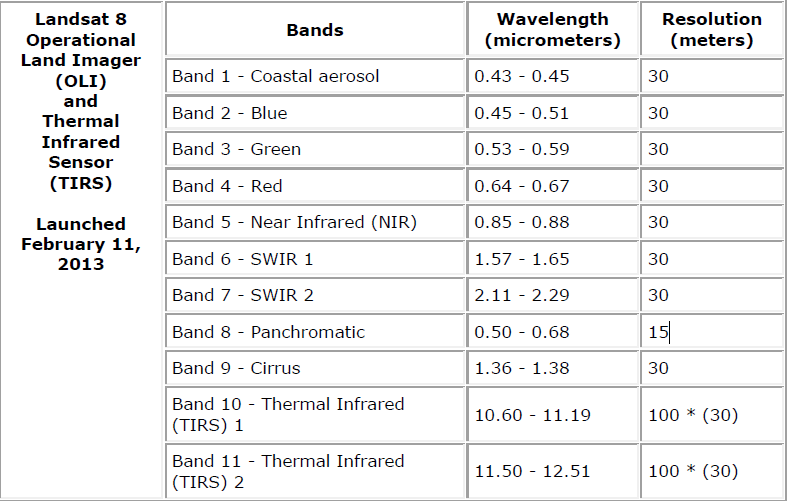 Landsat 8
Operational
Land Imager
(OLI)
and
Thermal
Infrared
Sensor
(TIRS)
Launched
February 11,
2013
Bands
Wavelength
(micrometers)
Resolution
(meters)
Band 1 - Coastal aerosol 0.43 - 0.45 30
Band 2 - Blue 0.45 - 0.51 30
Band 3 - Green 0.53 - 0.59 30
Band 4 - Red 0.64 - 0.67 30
Band 5 - Near Infrared (NIR) 0.85 - 0.88 30
Band 6 - SWIR 1 1.57 - 1.65 30
Band 7 - SWIR 2 2.11 - 2.29 30
Band 8 - Panchromatic 0.50 - 0.68 15
Band 9 - Cirrus 1.36 - 1.38 30
Band 10 - Thermal Infrared
(TIRS) 1
10.60 - 11.19 100 * (30)
Band 11 - Thermal Infrared
(TIRS) 2
11.50 - 12.51 100 * (30)